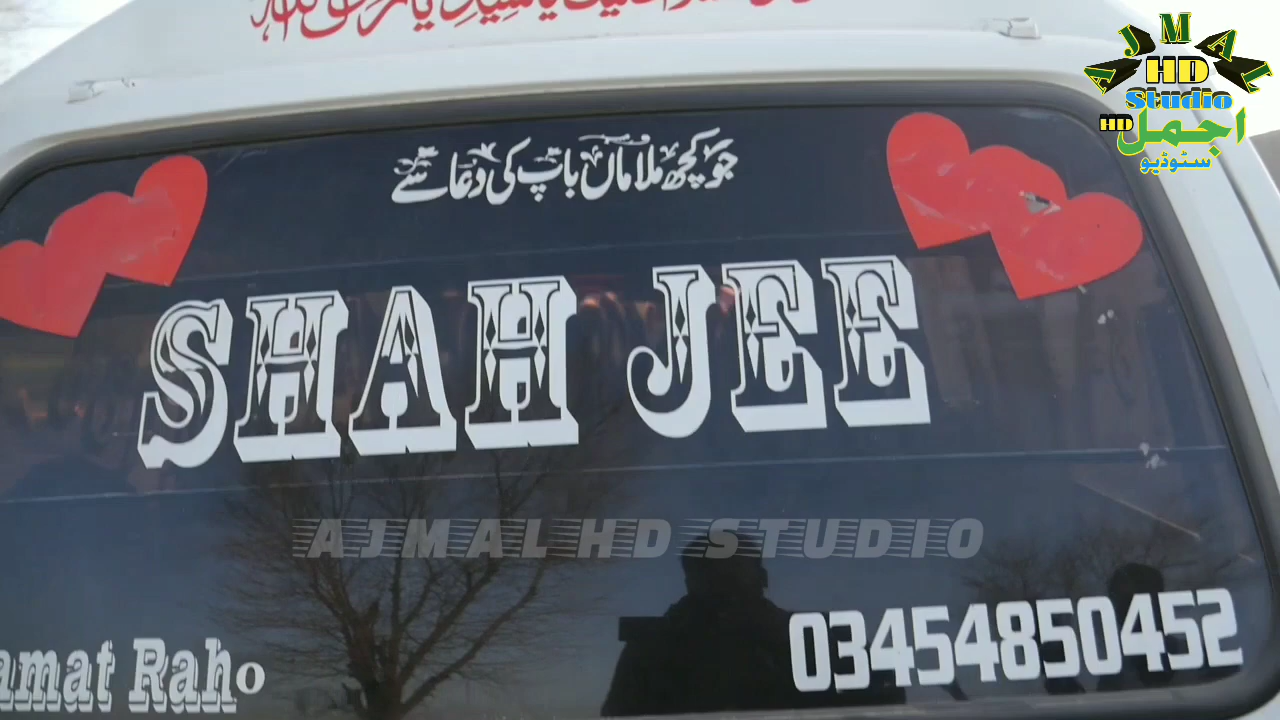 AJMAL
HD
Studio
اجمل HD
سٹوڈیو
جو کچھ ملا ماں باپ کی دعا سے
SHAH JEE
AJMAL HD STUDIO
03454850452
amat Raho